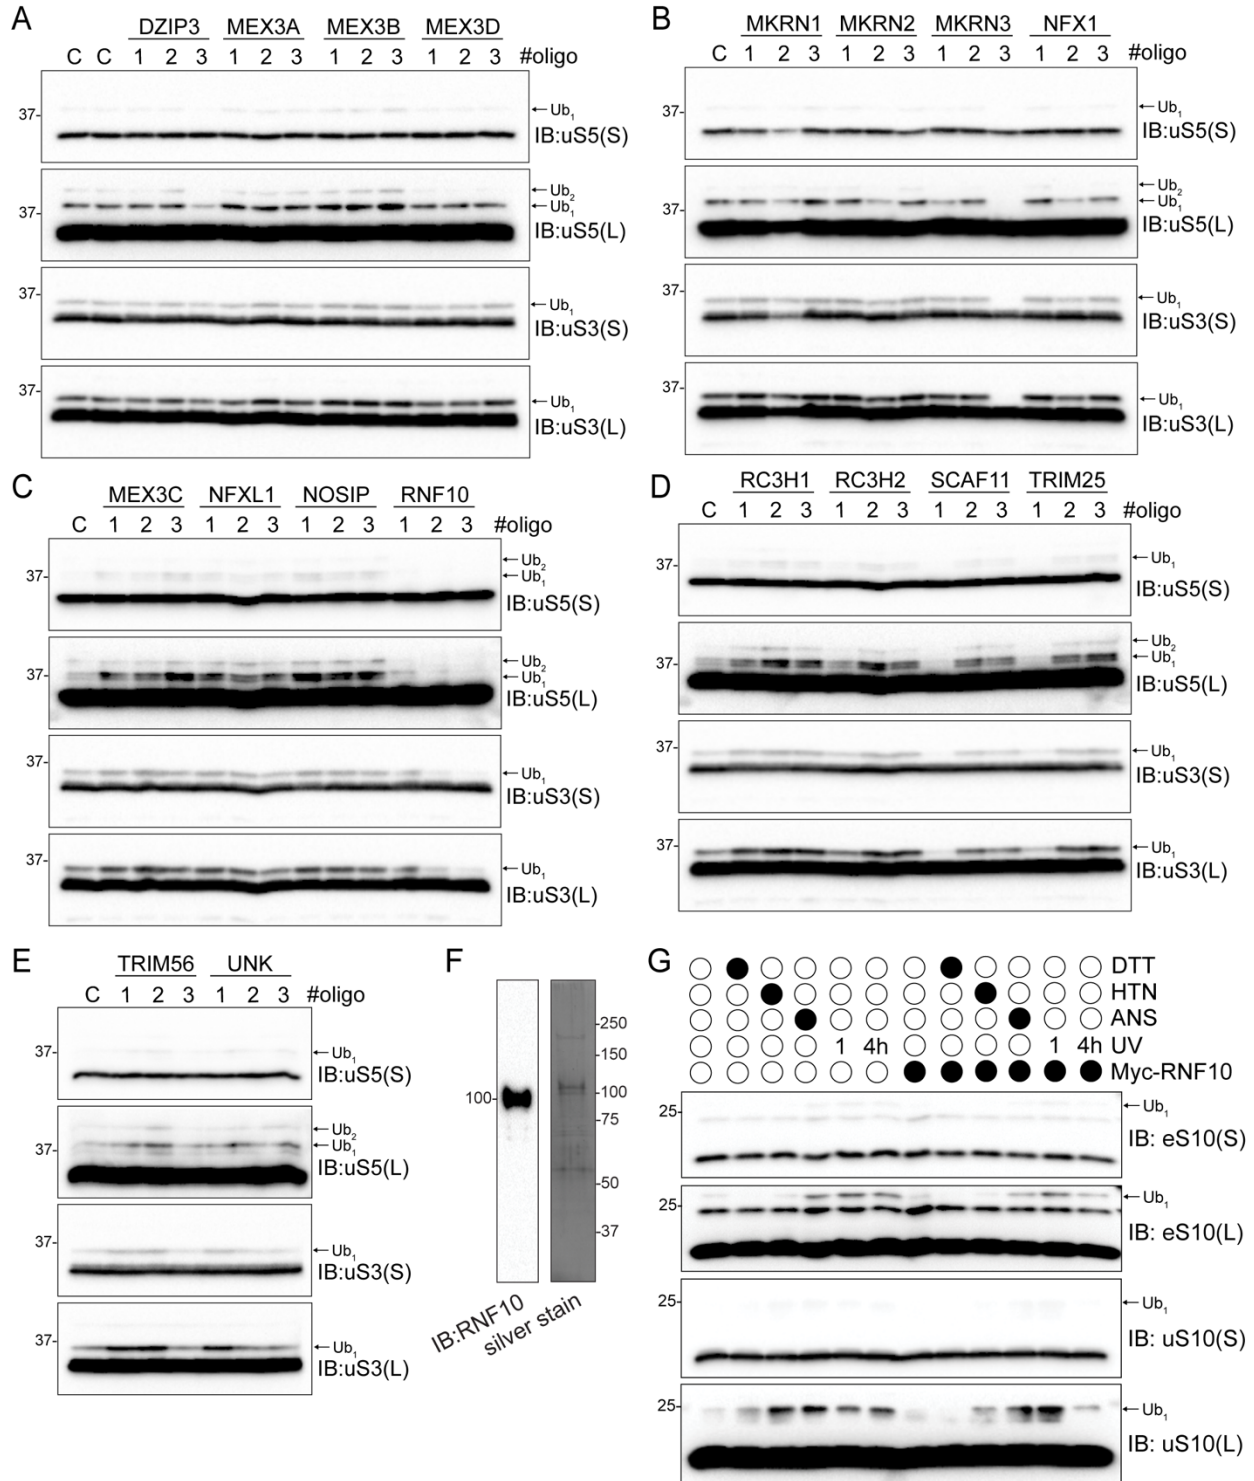 A
DZIP3 MEX3A MEX3B MEX3D
C C 1 2 3 1 2 3 1 2 3 1 2 3 #oligo
37- ←Ub1
IB:uS5(S)
←Ub2
37- ←Ub1
IB:uS5(L)
37- ←Ub1
IB:uS3(S)
37- ←Ub1
IB:uS3(L)
B
MKRN1 MKRN2 MKRN3 NFX1
C 1 2 3 1 2 3 1 2 3 1 2 3 #oligo
37- ←Ub1
IB:uS5(S)
←Ub2
37- ←Ub1
IB:uS5(L)
37- ←Ub1
IB:uS3(S)
37- ←Ub1
IB:uS3(L)
C
MEX3C NFXL1 NOSIP RNF10
C 1 2 3 1 2 3 1 2 3 1 2 3 #oligo
←Ub2
37- ←Ub1
IB:uS5(S)
←Ub2
37- ←Ub1
IB:uS5(L)
37- ←Ub1
IB:uS3(S)
37- ←Ub1
IB:uS3(L)
D
RC3H1 RC3H2 SCAF11 TRIM25
C 1 2 3 1 2 3 1 2 3 1 2 3 #oligo
37- ←Ub1
IB:uS5(S)
←Ub2
37- ←Ub1
IB:uS5(L)
37- ←Ub1
IB:uS3(S)
37- ←Ub1
IB:uS3(L)
E
TRIM56 UNK
C 1 2 3 1 2 3 #oligo
37- ←Ub1
IB:uS5(S)
←Ub2
37- ←Ub1
IB:uS5(L)
37- ←Ub1
IB:uS3(S)
37- ←Ub1
IB:uS3(L)
F
-250
-150
100- -100
-75
-50
-37
IB:RNF10
silver stain
G
DTT
HTN
ANS
1 4h 1 4h UV
Myc-RNF10
25- ←Ub1
IB: eS10(S)
25- ←Ub1
IB: eS10(L)
25- ←Ub1
IB: uS10(S)
25- ←Ub1
IB: uS10(L)